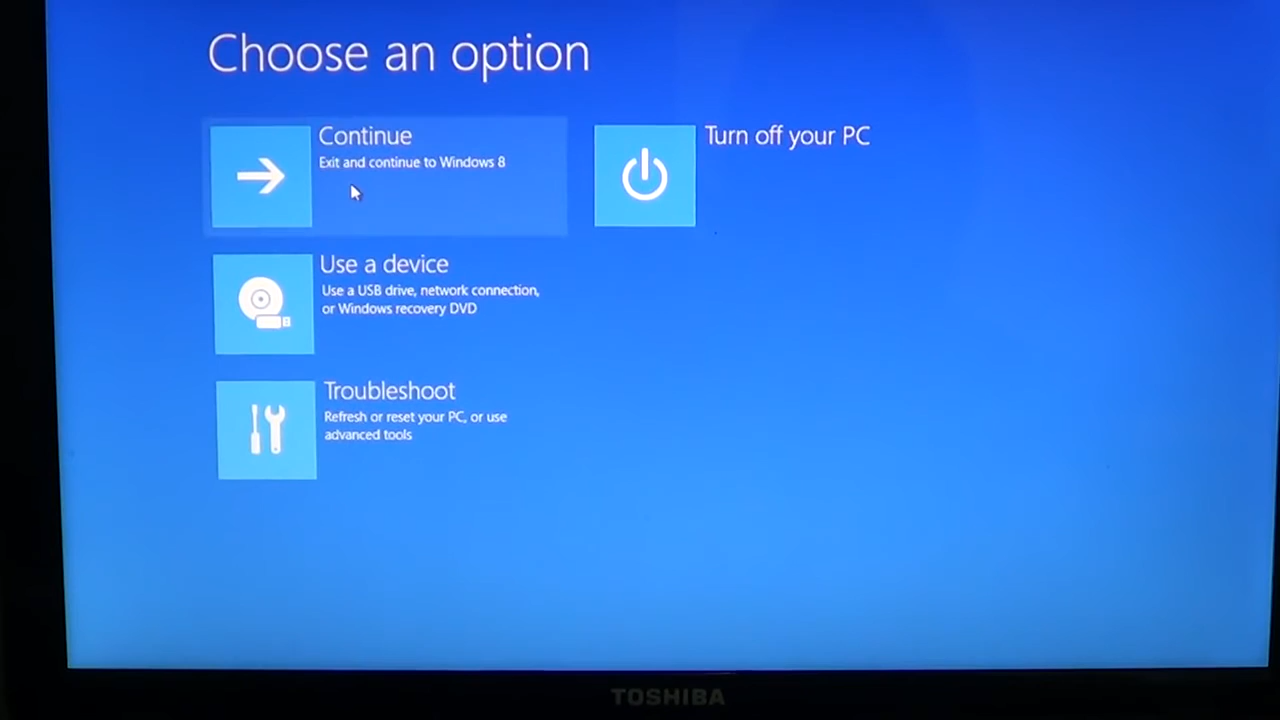 Choose an option
Continue
Exit and continue to Windows 8
Turn off your PC
Use a device
Use a USB drive, network connection,
or Windows recovery DVD
Troubleshoot
Refresh or reset your PC, or use
advanced tools
TOSHIBA